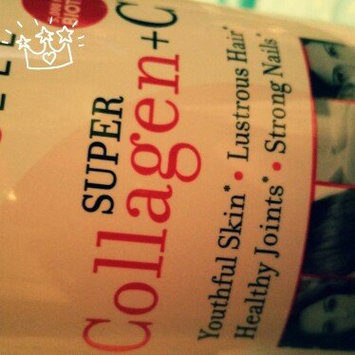 SUPER
Collagen+C
Youthful Skin* • Lustrous Hair*
Healthy Joints* • Strong Nails*